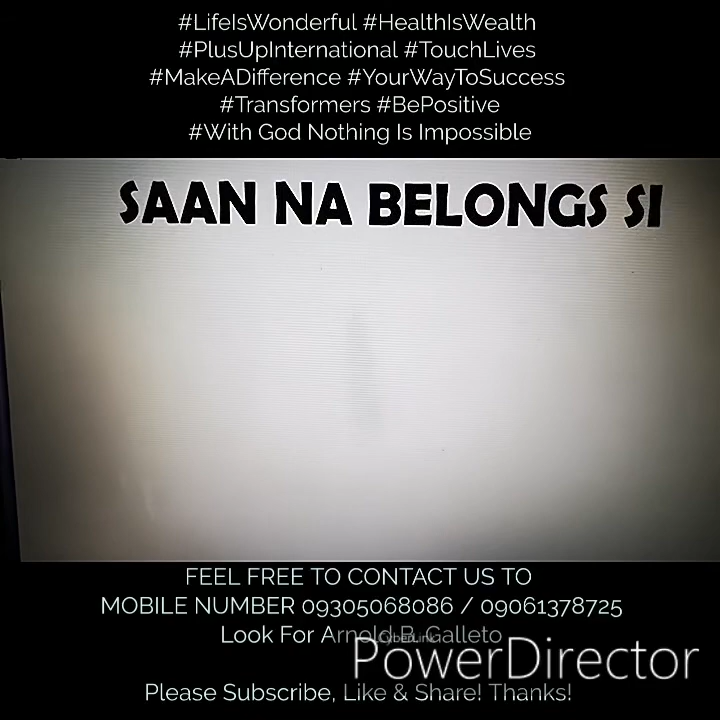 #LifeIsWonderful #HealthIsWealth
#PlusUpInternational #TouchLives
#MakeADifference #YourWayToSuccess
#Transformers #BePositive
#With God Nothing Is Impossible
SAAN NA BELONGS SI
FEEL FREE TO CONTACT US TO
MOBILE NUMBER 09305068086 / 09061378725
Look For Arnold B. Galleto
CyberLink
PowerDirector
Please Subscribe, Like & Share! Thanks!